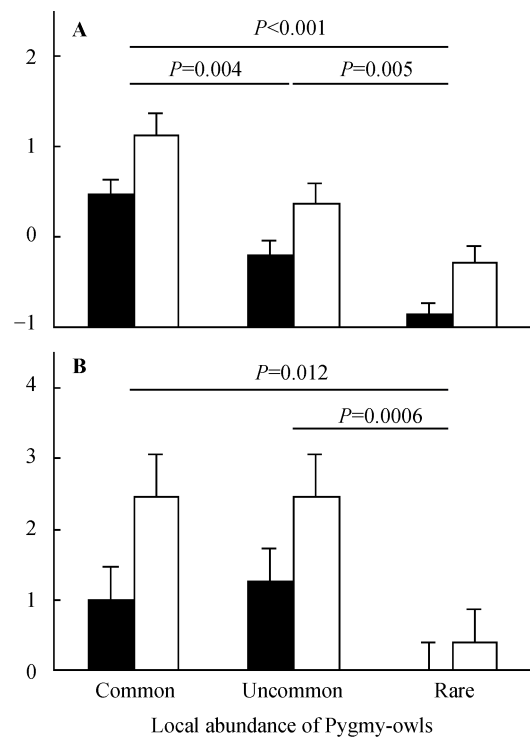 A
P<0.001
P=0.004 P=0.005
2
1
0
−1
B
P=0.012
P=0.0006
4
3
2
1
0
Common Uncommon Rare
Local abundance of Pygmy-owls